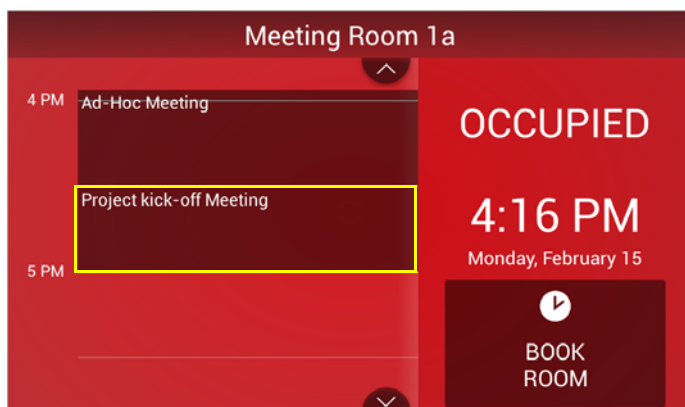 Meeting Room 1a
4 PM
Ad-Hoc Meeting
Project kick-off Meeting
5 PM
OCCUPIED
4:16 PM
Monday, February 15
BOOK
ROOM